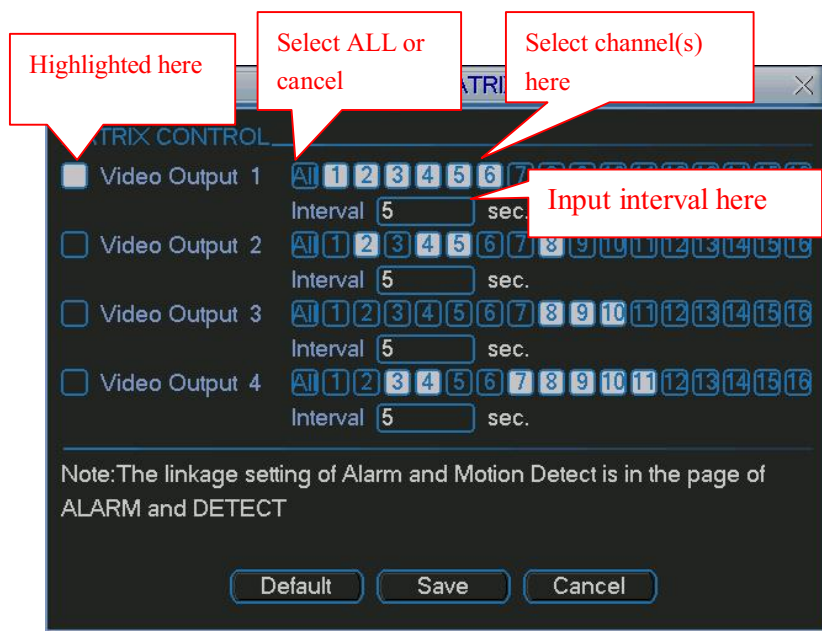 Highlighted here
Select ALL or
cancel
Select channel(s)
here
ATRIX CONTROL
Video Output 1 All 1 2 3 4 5 6 7
Input interval here
Interval 5 sec.
Video Output 2 All 1 2 3 4 5 6 7 8 9 10 11 12 13 14 15 16
Interval 5 sec.
Video Output 3 All 1 2 3 4 5 6 7 8 9 10 11 12 13 14 15 16
Interval 5 sec.
Video Output 4 All 1 2 3 4 5 6 7 8 9 10 11 12 13 14 15 16
Interval 5 sec.
Note:The linkage setting of Alarm and Motion Detect is in the page of
ALARM and DETECT
Default Save Cancel